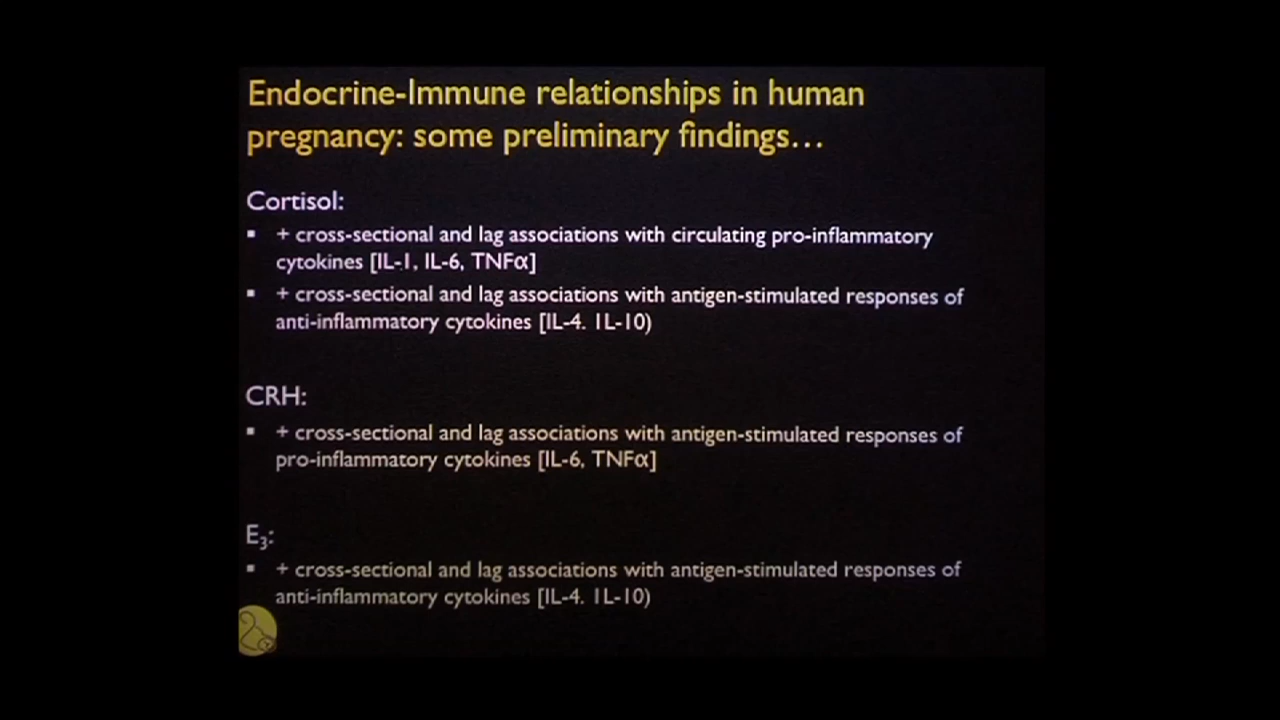 Endocrine-Immune relationships in human
pregnancy: some preliminary findings…
Cortisol:
▪ + cross-sectional and lag associations with circulating pro-inflammatory
cytokines [IL-1, IL-6, TNFα]
▪ + cross-sectional and lag associations with antigen-stimulated responses of
anti-inflammatory cytokines [IL-4. IL-10)
CRH:
▪ + cross-sectional and lag associations with antigen-stimulated responses of
pro-inflammatory cytokines [IL-6, TNFα]
E₃:
▪ + cross-sectional and lag associations with antigen-stimulated responses of
anti-inflammatory cytokines [IL-4. IL-10)